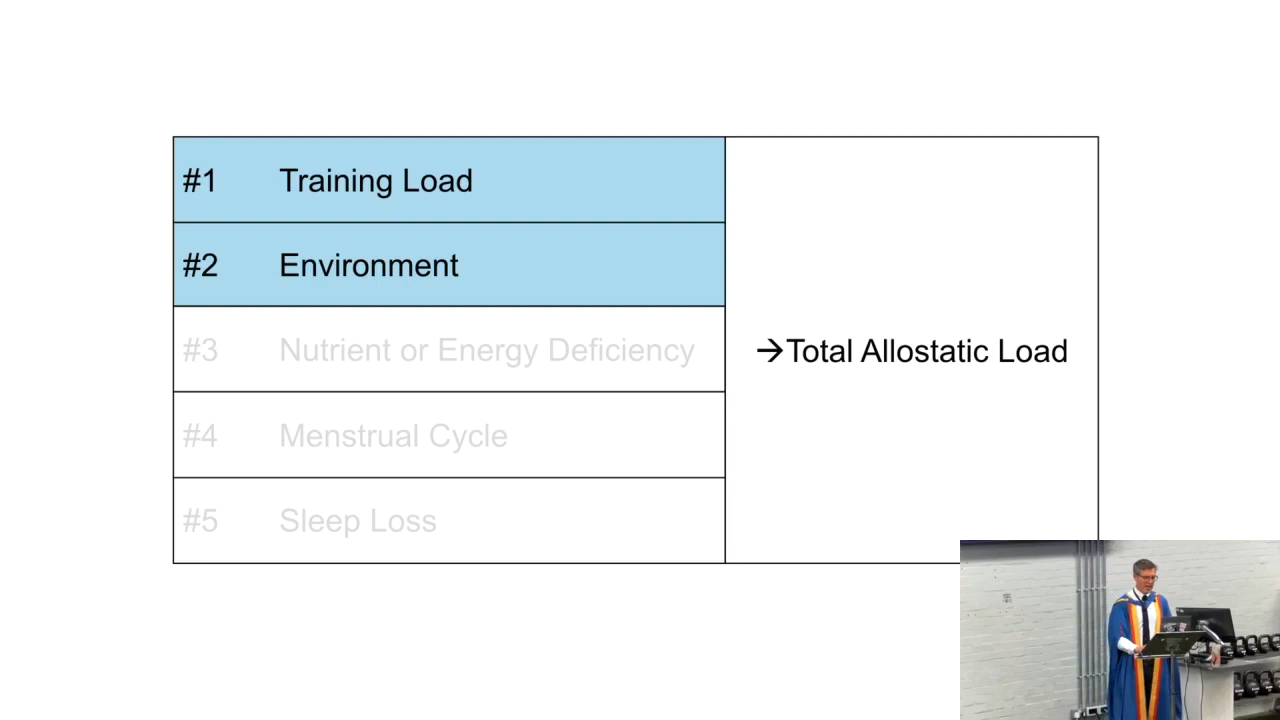 #1 Training Load
#2 Environment
#3 Nutrient or Energy Deficiency
#4 Menstrual Cycle
#5 Sleep Loss
→Total Allostatic Load